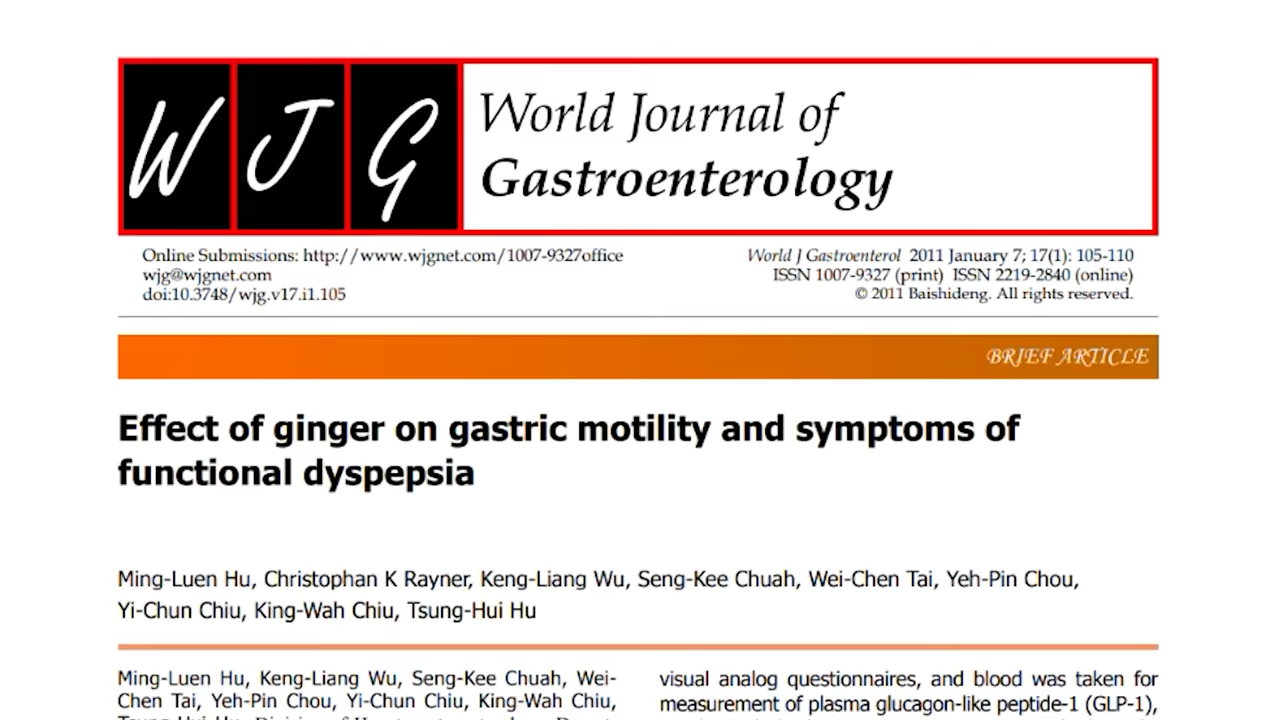 W J G
World Journal of
Gastroenterology
Online Submissions: http://www.wjgnet.com/1007-9327office
wjg@wjgnet.com
doi:10.3748/wjg.v17.i1.105
World J Gastroenterol 2011 January 7; 17(1): 105-110
ISSN 1007-9327 (print) ISSN 2219-2840 (online)
© 2011 Baishideng. All rights reserved.
BRIEF ARTICLE
Effect of ginger on gastric motility and symptoms of
functional dyspepsia
Ming-Luen Hu, Christophan K Rayner, Keng-Liang Wu, Seng-Kee Chuah, Wei-Chen Tai, Yeh-Pin Chou,
Yi-Chun Chiu, King-Wah Chiu, Tsung-Hui Hu
Ming-Luen Hu, Keng-Liang Wu, Seng-Kee Chuah, Wei-
Chen Tai, Yeh-Pin Chou, Yi-Chun Chiu, King-Wah Chiu,
visual analog questionnaires, and blood was taken for
measurement of plasma glucagon-like peptide-1 (GLP-1),